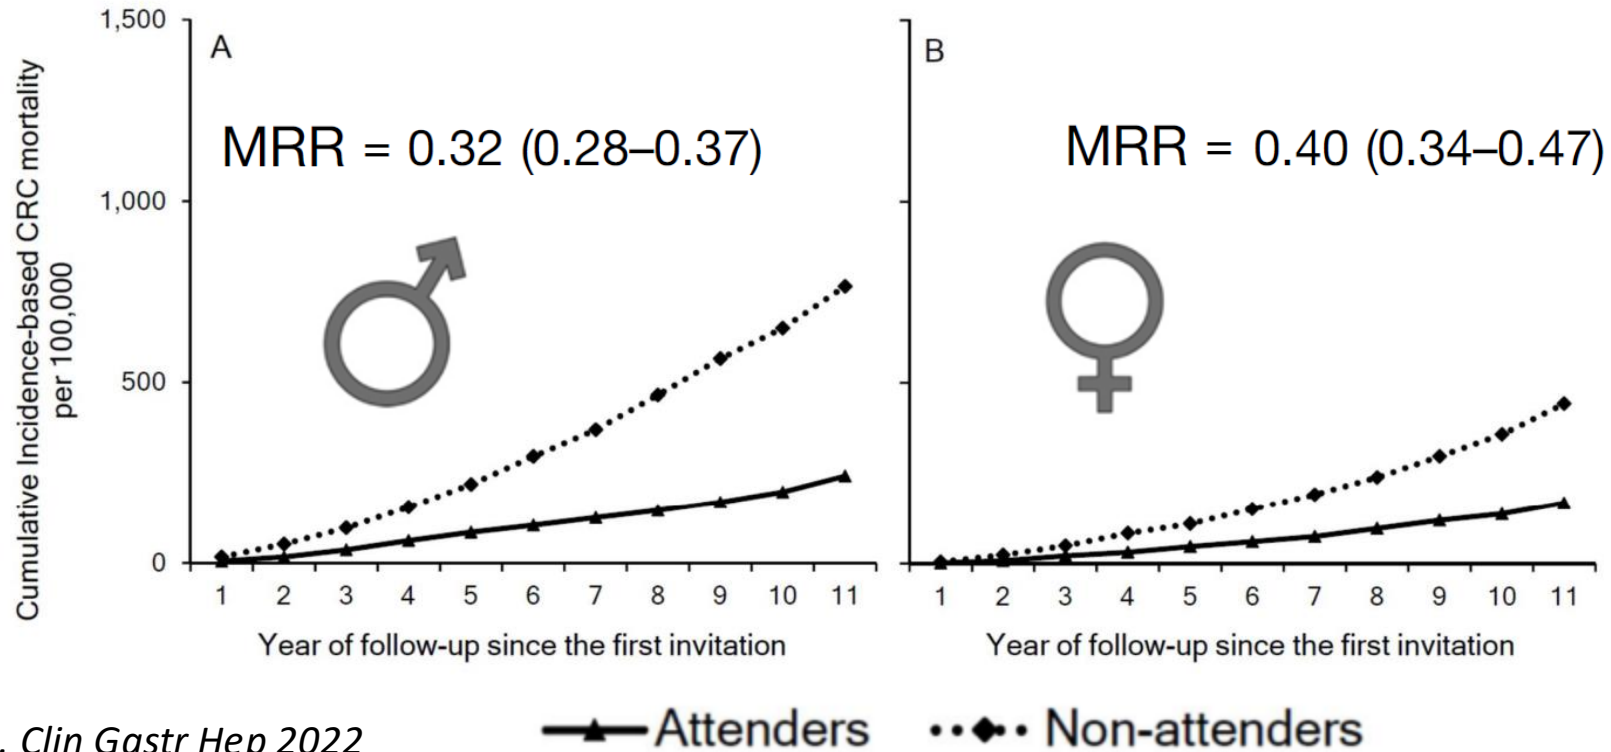 1,500
1,000
500
0
Cumulative Incidence-based CRC mortality
per 100,000
A
MRR = 0.32 (0.28–0.37)
1 2 3 4 5 6 7 8 9 10 11
Year of follow-up since the first invitation
B
MRR = 0.40 (0.34–0.47)
1 2 3 4 5 6 7 8 9 10 11
Year of follow-up since the first invitation
Attenders
Non-attenders
. Clin Gastr Hep 2022